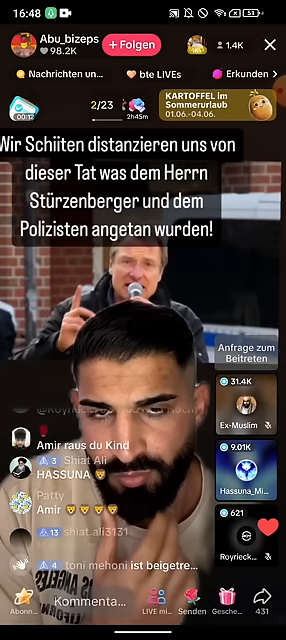 16:48
51
Abu_bizeps
98.2K
+ Folgen
1.4K
Nachrichten un...
bte LIVEs
Erkunden
00:12
2/23
2h45m
KARTOFFEL im
Sommerurlaub
01.06.-04.06.
Wir Schiiten distanzieren uns von
dieser Tat was dem Herrn
Stürzenberger und dem
Polizisten angetan wurden!
Anfrage zum
Beitreten
31.4K
Ex-Muslim
Amir raus du Kind
3 Shiat Ali
HASSUNA
9.01K
Hassuna_Mi...
Patty
Amir
621
13 shiat.ali3131
Royrieck...
4 toni mehoni ist beigetre...
Abonn...
Kommenta...
LIVE mi...
Senden
Gesche...
431